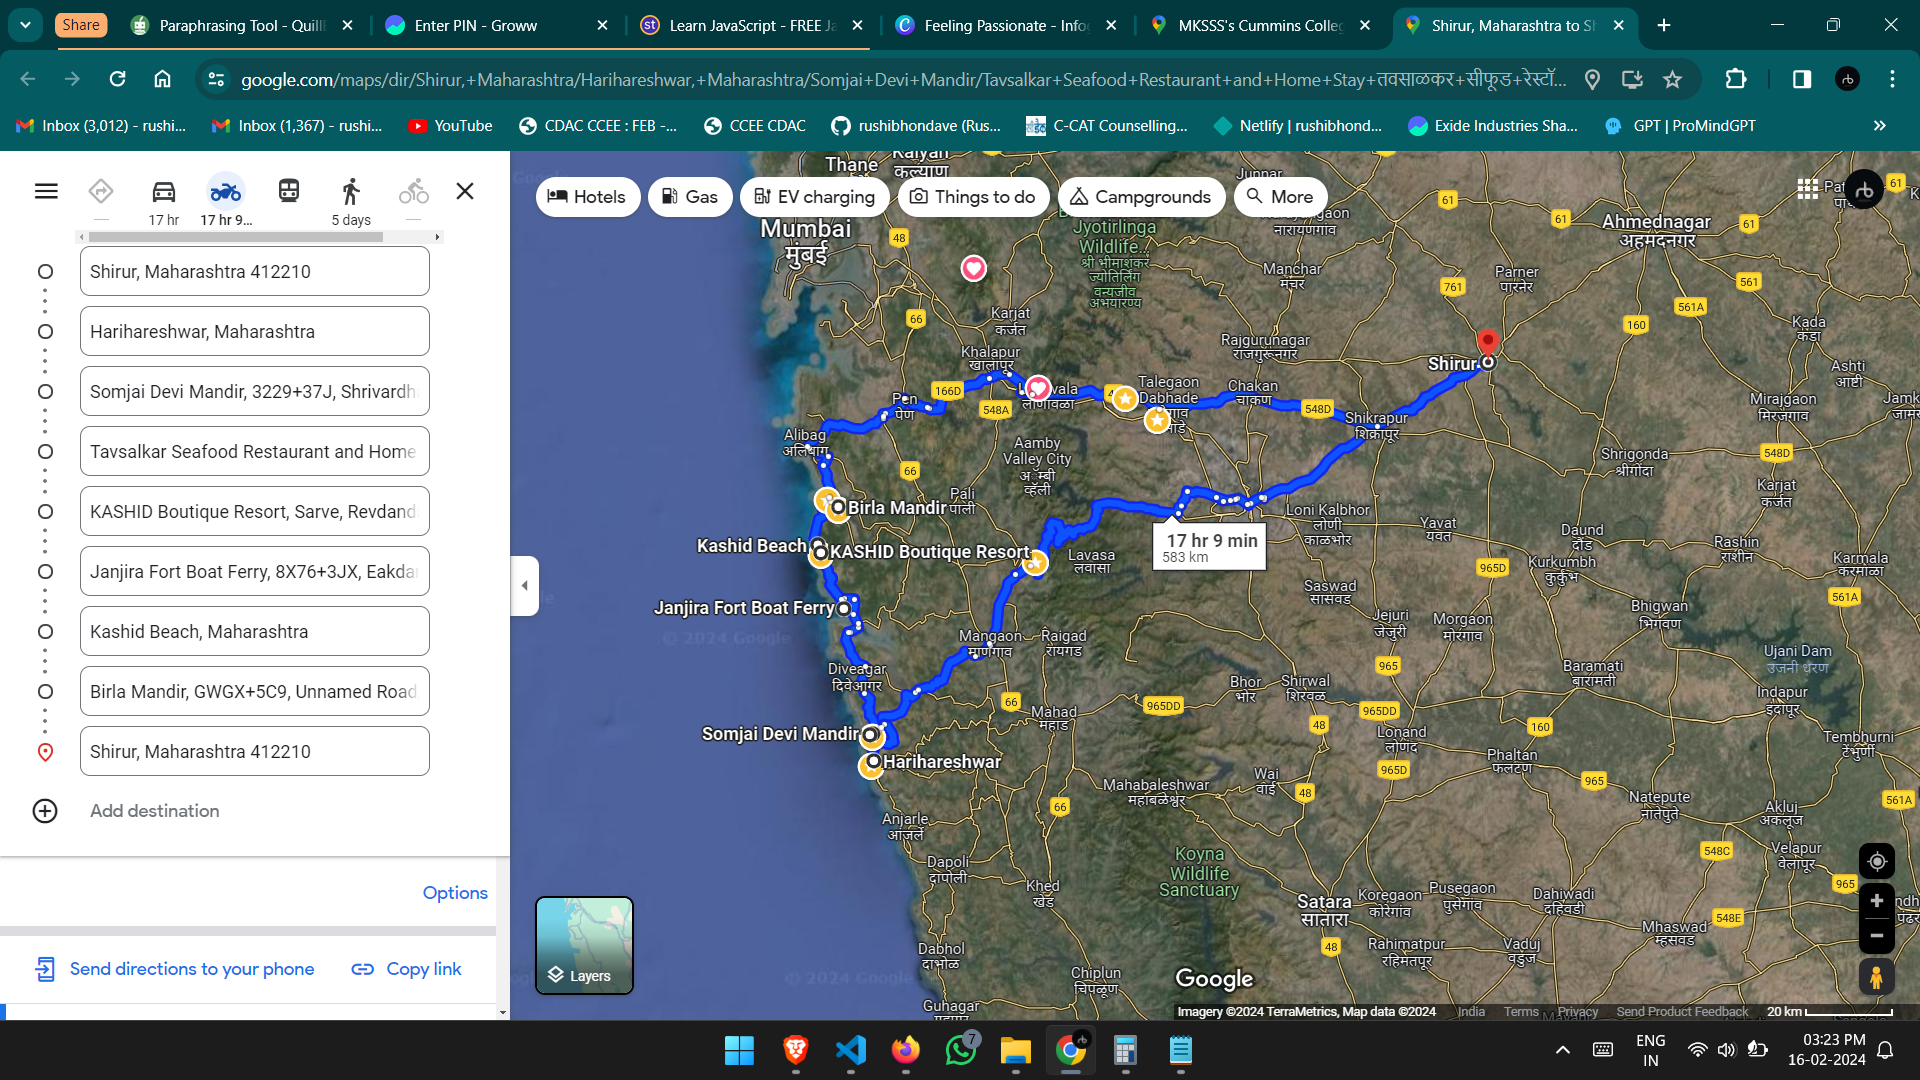 Share
Paraphrasing Tool - Quill
Enter PIN - Groww
Learn JavaScript - FREE Ja
Feeling Passionate - Info
MKSSS's Cummins Colle
Shirur, Maharashtra to Sh
google.com/maps/dir/Shirur,+Maharashtra/Harihareshwar,+Maharashtra/Somjai+Devi+Mandir/Tavsalkar+Seafood+Restaurant+and+Home+Stay+तवसाळकर+सीफूड+रेस्टॉ...
Inbox (3,012) - rushi...
Inbox (1,367) - rushi...
YouTube
CDAC CCEE : FEB -...
CCEE CDAC
rushibhondave (Rus...
C-CAT Counselling...
Netlify | rushibhond...
Exide Industries Sha...
GPT | ProMindGPT
17 hr
17 hr 9...
5 days
Shirur, Maharashtra 412210
Harihareshwar, Maharashtra
Somjai Devi Mandir, 3229+37J, Shrivardh
Tavsalkar Seafood Restaurant and Home
KASHID Boutique Resort, Sarve, Revdand
Janjira Fort Boat Ferry, 8X76+3JX, Eakda
Kashid Beach, Maharashtra
Birla Mandir, GWGX+5C9, Unnamed Road
Shirur, Maharashtra 412210
Add destination
Options
Send directions to your phone
Copy link
Hotels
Gas
EV charging
Things to do
Campgrounds
More
Thane
Kalyan
कल्याण
Junnar
नारायणगाव
Mumbai
मुंबई
48
Jyotirlinga
Wildlife...
श्री भीमाशंकर
ज्योतिर्लिंग
वन्यजीव
अभयारण्य
61
61
61
61
Ahmednagar
अहमदनगर
Manchar
मंचर
Parner
पारनेर
761
561
561A
160
Karjat
कर्जत
66
Khalapur
खालापूर
Rajgurunagar
राजगुरूनगर
Kada
कडा
Ashti
आष्टी
Shirur
166D
548A
लोणावळा
Talegaon
Dabhade
Chakan
चाकण
548D
Shikrapur
शिक्रापूर
Mirajgaon
मिरजगाव
Pen
पेण
Alibag
अलिबाग
Aamby
Valley City
अॅम्बी
व्हॅली
66
Pali
पाली
Shrigonda
श्रीगोंदा
548D
Karjat
कर्जत
Birla Mandir
Kashid Beach
KASHID Boutique Resort
Lavasa
लवासा
17 hr 9 min
583 km
Loni Kalbhor
लोणी
काळभोर
Yavat
यवत
Daund
दौंड
Rashin
राशीन
Karmala
करमाळा
965D
Kurkumbh
कुर्कुंभ
561A
Saswad
सासवड
Jejuri
जेजुरी
Morgaon
मोरगाव
Bhigwan
भिगवण
Janjira Fort Boat Ferry
© 2024 Google
Mangaon
माणगाव
Raigad
रायगड
Diveagar
दिवेआगर
965
Baramati
बारामती
Ujani Dam
उजनी धरण
Indapur
इंदापूर
Bhor
भोर
Shirwal
शिरवळ
66
965DD
965DD
Mahad
महाड
48
160
Lonand
लोणंद
Tembhurni
टेंभुर्णी
Somjai Devi Mandir
Harihareshwar
965D
Phaltan
फलटण
965
Mahabaleshwar
महाबळेश्वर
Wai
वाई
48
Natepute
नातेपुते
Akluj
अकलूज
561A
66
Anjarle
आंजर्ले
Dapoli
दापोली
Khed
खेड
Koyna
Wildlife
Sanctuary
548C
Velapur
वेलापूर
965
Satara
सातारा
Koregaon
कोरेगाव
Pusegaon
पुसेगाव
Dahiwadi
दहिवडी
548E
Mhaswad
म्हसवड
Dabhol
दाभोळ
48
Rahimatpur
रहिमतपूर
Vaduj
वडूज
Chiplun
चिपळूण
Guhagar
Layers
© 2024 Google
Google
Imagery ©2024 TerraMetrics, Map data ©2024
India
Terms
Privacy
Send Product Feedback
20 km
7
ENG
IN
03:23 PM
16-02-2024